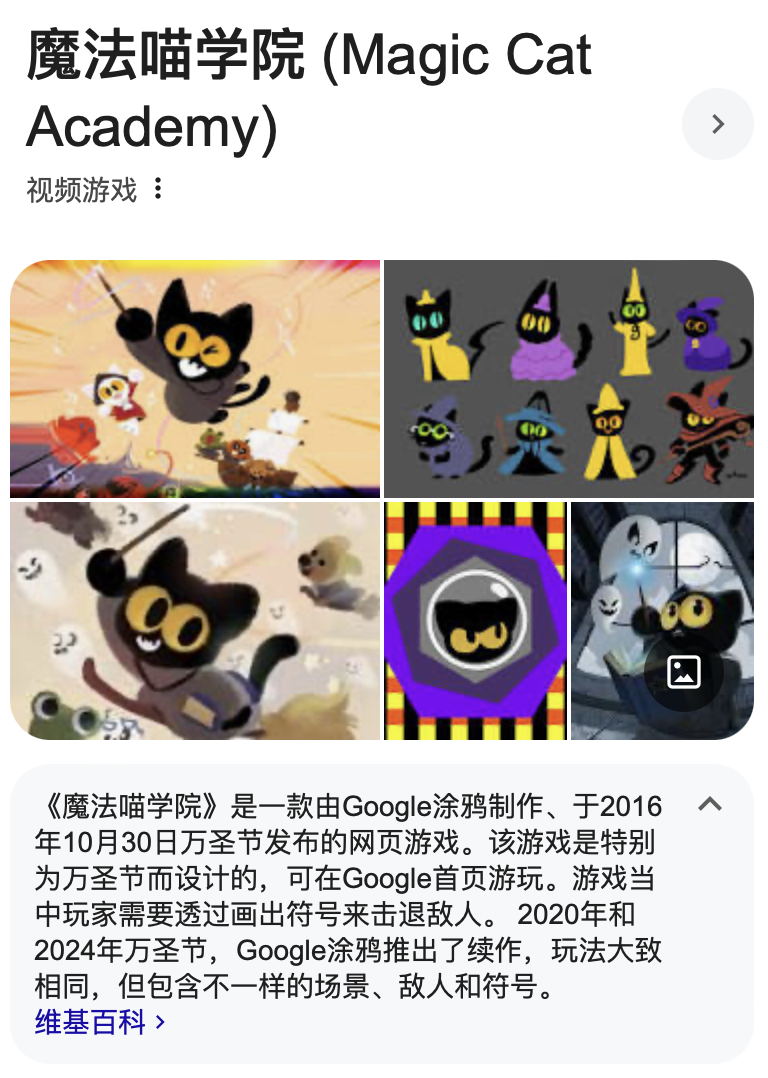 魔法喵学院 (Magic Cat
Academy)
视频游戏
《魔法喵学院》是一款由Google涂鸦制作、于2016
年10月30日万圣节发布的网页游戏。该游戏是特别
为万圣节而设计的，可在Google首页游玩。游戏当
中玩家需要透过画出符号来击退敌人。 2020年和
2024年万圣节，Google涂鸦推出了续作，玩法大致
相同，但包含不一样的场景、敌人和符号。
维基百科